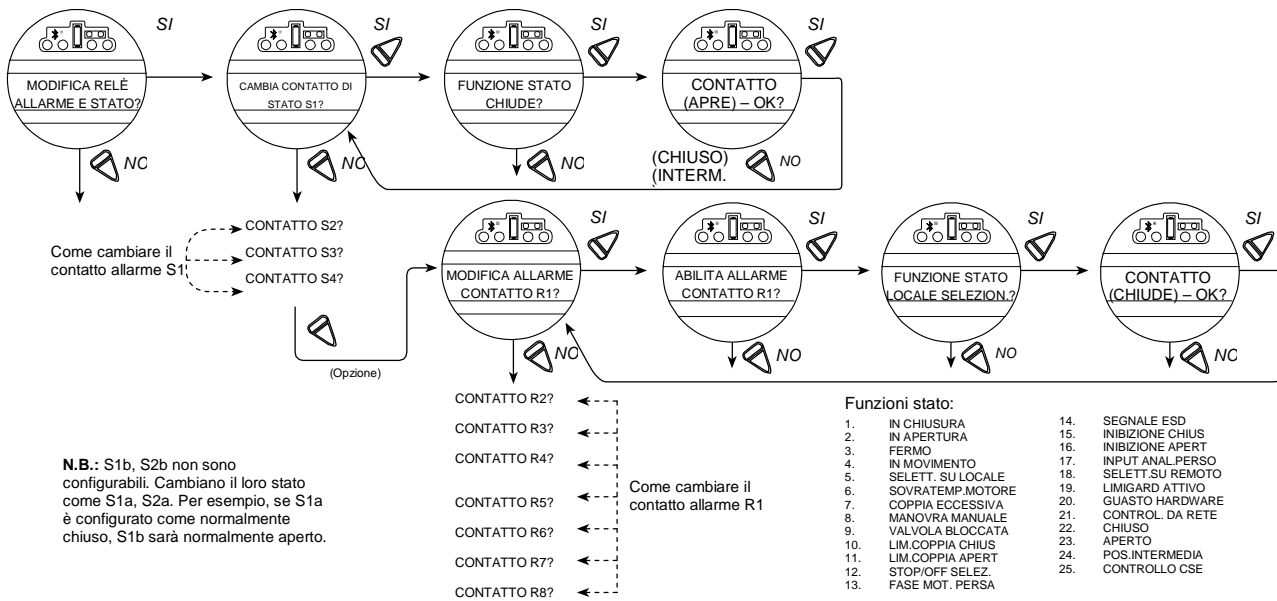 SI
SI
SI
SI
MODIFICA RELÈ
ALLARME E STATO?
CAMBIA CONTATTO DI
STATO S1?
FUNZIONE STATO
CHIUDE?
CONTATTO
(APRE) – OK?
NO
NO
NO
(CHIUSO)
(INTERM.
NO
Come cambiare il
contatto allarme S1
CONTATTO S2?
CONTATTO S3?
CONTATTO S4?
(Opzione)
SI
SI
SI
SI
MODIFICA ALLARME
CONTATTO R1?
ABILITA ALLARME
CONTATTO R1?
FUNZIONE STATO
LOCALE SELEZION.?
CONTATTO
(CHIUDE) – OK?
NO
NO
NO
NO
CONTATTO R2?
CONTATTO R3?
CONTATTO R4?
CONTATTO R5?
CONTATTO R6?
CONTATTO R7?
CONTATTO R8?
Come cambiare il
contatto allarme R1
N.B.: S1b, S2b non sono
configurabili. Cambiano il loro stato
come S1a, S2a. Per esempio, se S1a
è configurato come normalmente
chiuso, S1b sarà normalmente aperto.
Funzioni stato:
1. IN CHIUSURA
2. IN APERTURA
3. FERMO
4. IN MOVIMENTO
5. SELETT. SU LOCALE
6. SOVRATEMP.MOTORE
7. COPPIA ECCESSIVA
8. MANOVRA MANUALE
9. VALVOLA BLOCCATA
10. LIM.COPPIA CHIUS
11. LIM.COPPIA APERT
12. STOP/OFF SELEZ.
13. FASE MOT. PERSA
14. SEGNALE ESD
15. INIBIZIONE CHIUS
16. INIBIZIONE APERT
17. INPUT ANAL.PERSO
18. SELETT.SU REMOTO
19. LIMIGARD ATTIVO
20. GUASTO HARDWARE
21. CONTROL. DA RETE
22. CHIUSO
23. APERTO
24. POS.INTERMEDIA
25. CONTROLLO CSE